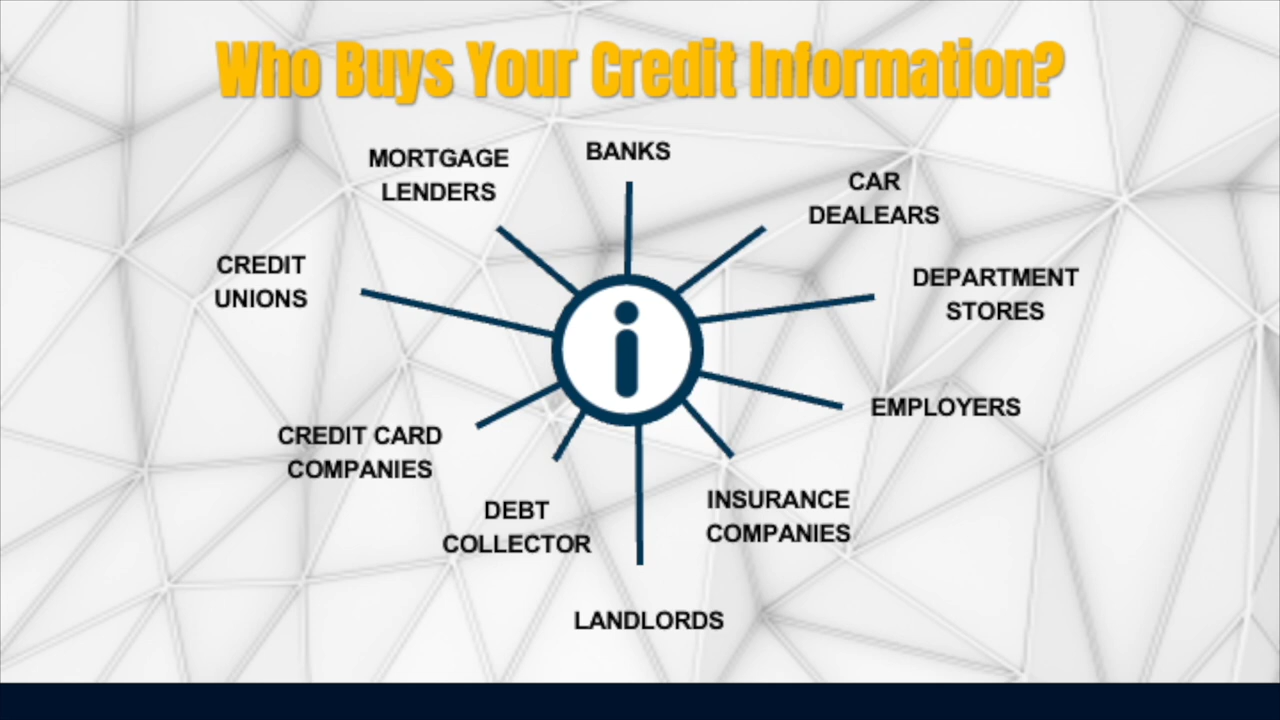 Who Buys Your Credit Information?
BANKS
MORTGAGE
LENDERS
CAR
DEALEARS
CREDIT
UNIONS
DEPARTMENT
STORES
EMPLOYERS
CREDIT CARD
COMPANIES
INSURANCE
COMPANIES
DEBT
COLLECTOR
LANDLORDS